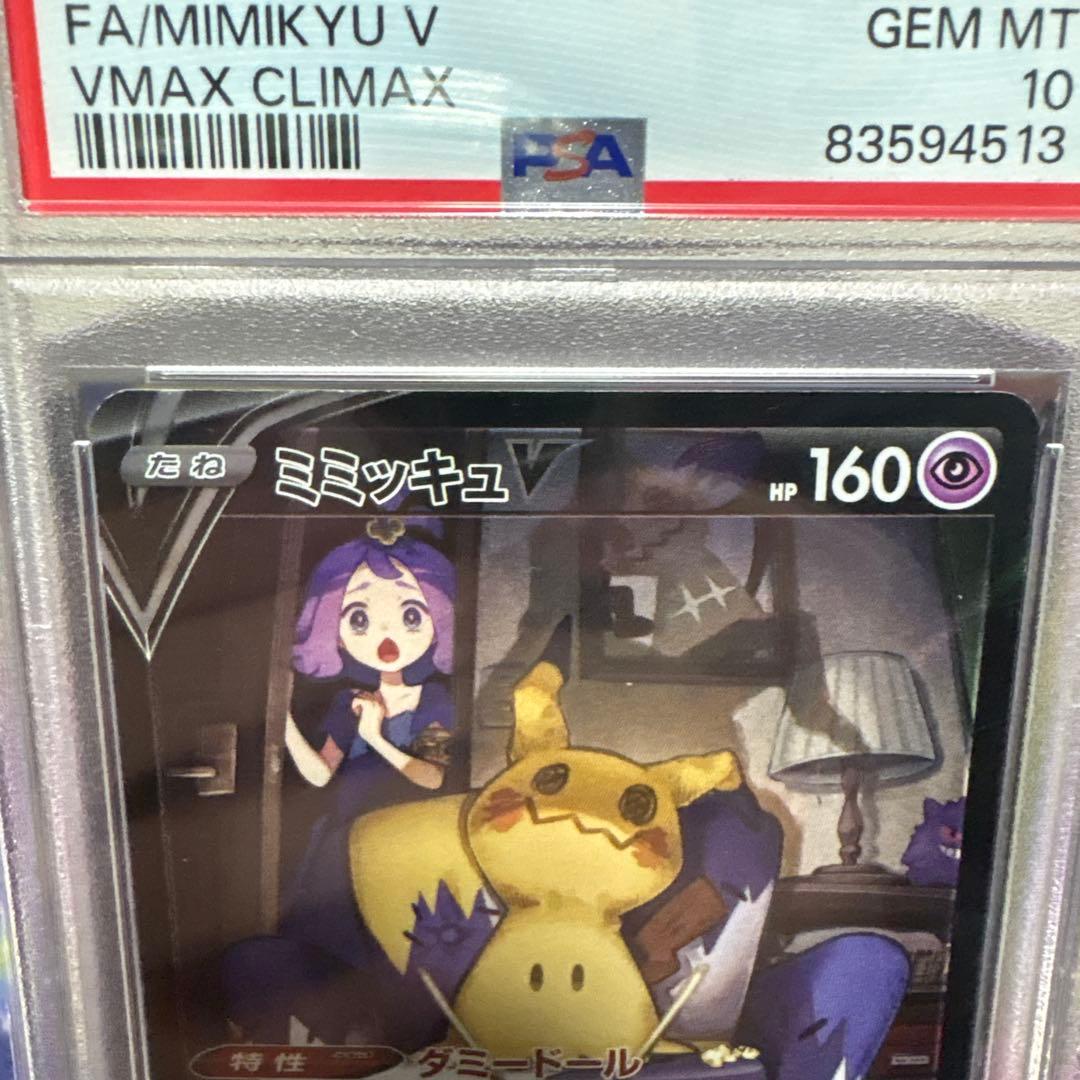 FA/MIMIKYU V
GEM MT
VMAX CLIMAX
10
PSA
83594513
たね
ミミッキュV
HP 160
特性
ダミードール